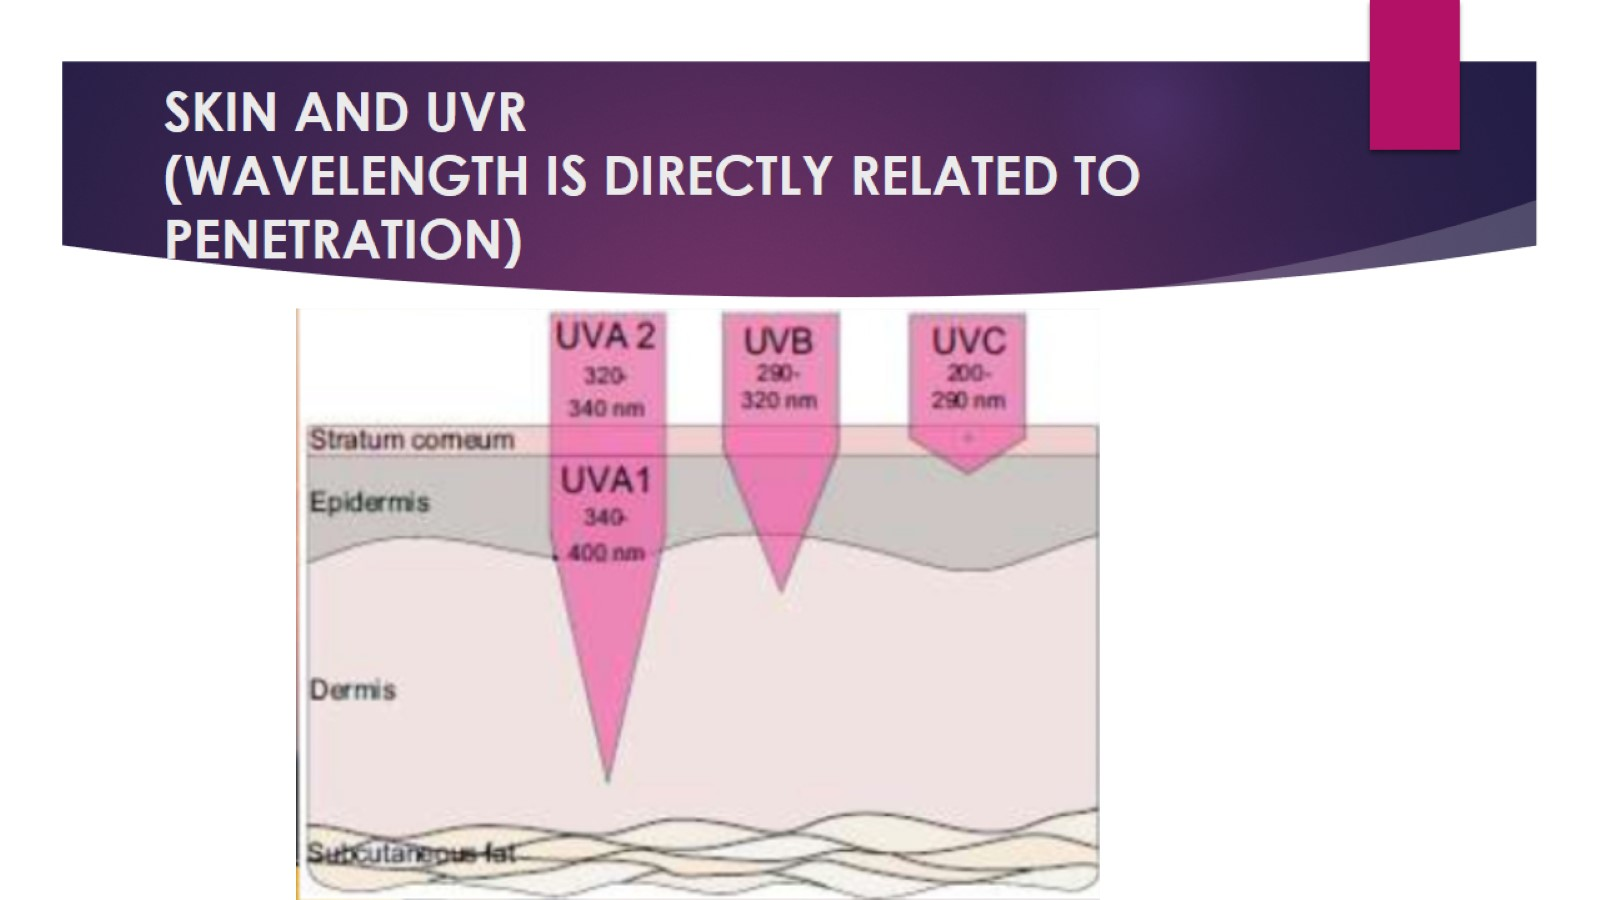 SKIN AND UVR
(WAVELENGTH IS DIRECTLY RELATED TO
PENETRATION)
UVA 2
320-
340 nm
UVB
290-
320 nm
UVC
200-
290 nm
Stratum corneum
UVA1
340-
400 nm
Epidermis
Dermis
Subcutaneous fat